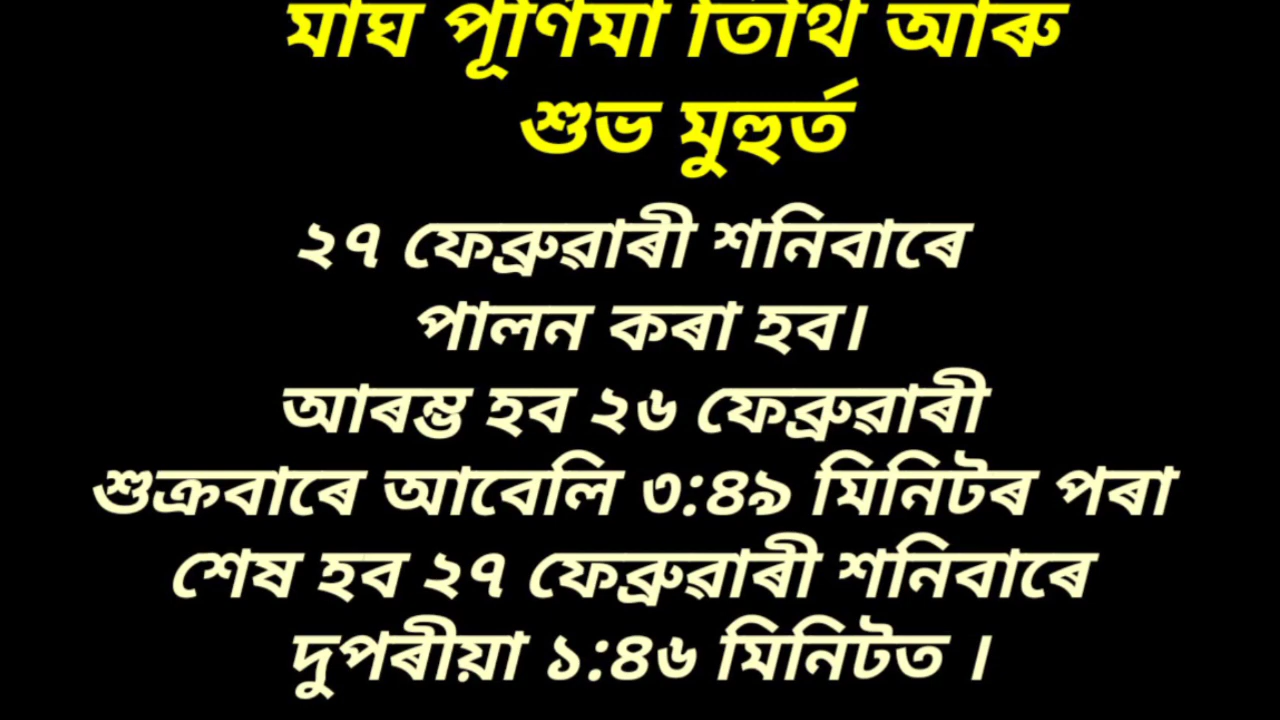 মাঘ পূৰ্ণিমা তিথি আৰু
শুভ মুহুৰ্ত
২৭ ফেব্ৰুৱাৰী শনিবাৰে
পালন কৰা হব।
আৰম্ভ হব ২৬ ফেব্ৰুৱাৰী
শুক্ৰবাৰে আবেলি ৩:৪৯ মিনিটৰ পৰা
শেষ হব ২৭ ফেব্ৰুৱাৰী শনিবাৰে
দুপৰীয়া ১:৪৬ মিনিটত ।